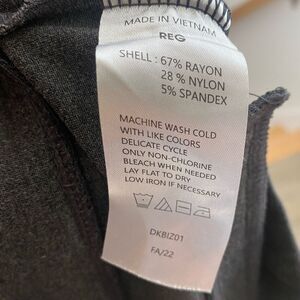 MADE IN VIETNAM
REG
SHELL : 67% RAYON
28 % NYLON
5% SPANDEX
MACHINE WASH COLD
WITH LIKE COLORS
DELICATE CYCLE
ONLY NON-CHLORINE
BLEACH WHEN NEEDED
LAY FLAT TO DRY
LOW IRON IF NECESSARY
DKBIZ01
FA/22